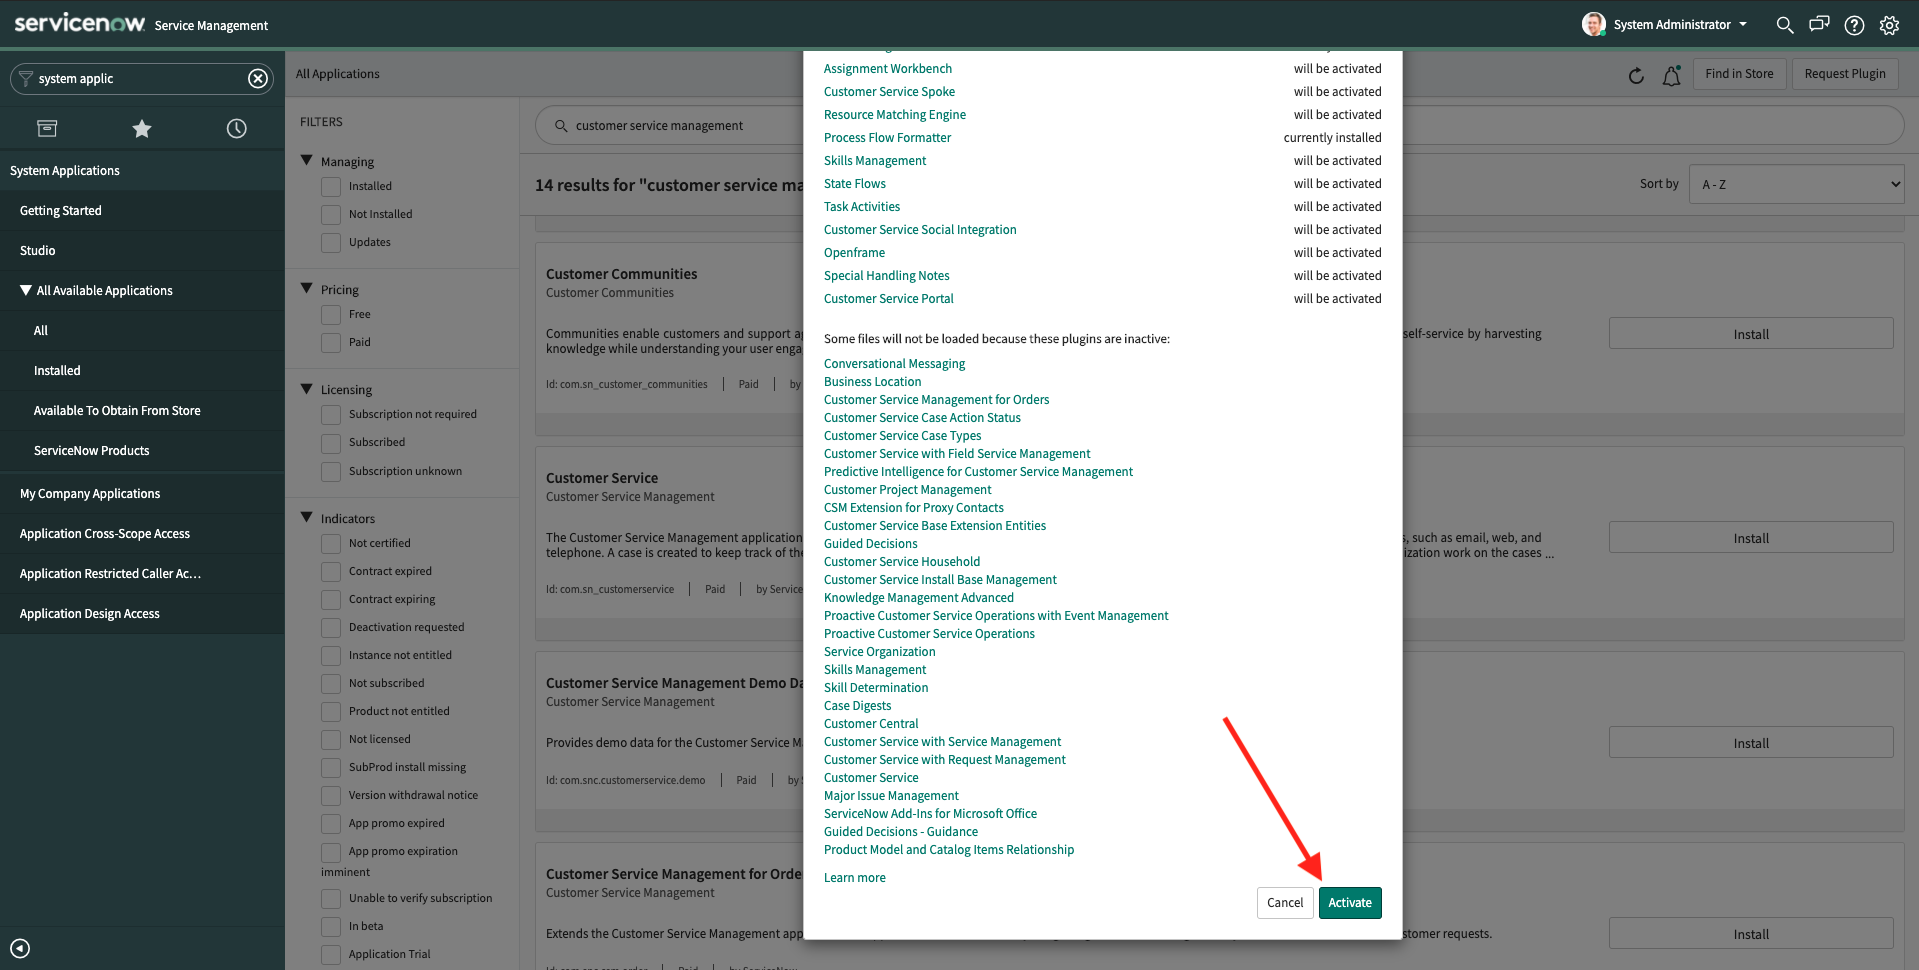 servicenow. Service Management
System Administrator
system applic
System Applications
Getting Started
Studio
All Available Applications
All
Installed
Available To Obtain From Store
ServiceNow Products
My Company Applications
Application Cross-Scope Access
Application Restricted Caller Ac...
Application Design Access
All Applications
Find in Store
Request Plugin
FILTERS
Managing
Installed
Not Installed
Updates
Pricing
Free
Paid
Licensing
Subscription not required
Subscribed
Subscription unknown
Indicators
Not certified
Contract expired
Contract expiring
Deactivation requested
Instance not entitled
Not subscribed
Product not entitled
Not licensed
SubProd install missing
Version withdrawal notice
App promo expired
App promo expiration
imminent
Unable to verify subscription
In beta
Application Trial
customer service management
14 results for "customer service ma
Sort by
A - Z
Customer Communities
Customer Communities
Communities enable customers and support a
self-service by harvesting
knowledge while understanding your user enga
Id: com.sn_customer_communities | Paid | by
Install
Customer Service
Customer Service Management
The Customer Service Management application
s, such as email, web, and
telephone. A case is created to keep track of the
ization work on the cases ...
Id: com.sn_customerservice | Paid | by Service
Install
Customer Service Management Demo Da
Customer Service Management
Provides demo data for the Customer Service M
Id: com.snc.customerservice.demo | Paid | by
Install
Customer Service Management for Orde
Customer Service Management
Extends the Customer Service Management app
stomer requests.
Install
Assignment Workbench will be activated
Customer Service Spoke will be activated
Resource Matching Engine will be activated
Process Flow Formatter currently installed
Skills Management will be activated
State Flows will be activated
Task Activities will be activated
Customer Service Social Integration will be activated
Openframe will be activated
Special Handling Notes will be activated
Customer Service Portal will be activated
Some files will not be loaded because these plugins are inactive:
Conversational Messaging
Business Location
Customer Service Management for Orders
Customer Service Case Action Status
Customer Service Case Types
Customer Service with Field Service Management
Predictive Intelligence for Customer Service Management
Customer Project Management
CSM Extension for Proxy Contacts
Customer Service Base Extension Entities
Guided Decisions
Customer Service Household
Customer Service Install Base Management
Knowledge Management Advanced
Proactive Customer Service Operations with Event Management
Proactive Customer Service Operations
Service Organization
Skills Management
Skill Determination
Case Digests
Customer Central
Customer Service with Service Management
Customer Service with Request Management
Customer Service
Major Issue Management
ServiceNow Add-Ins for Microsoft Office
Guided Decisions - Guidance
Product Model and Catalog Items Relationship
Learn more
Cancel
Activate